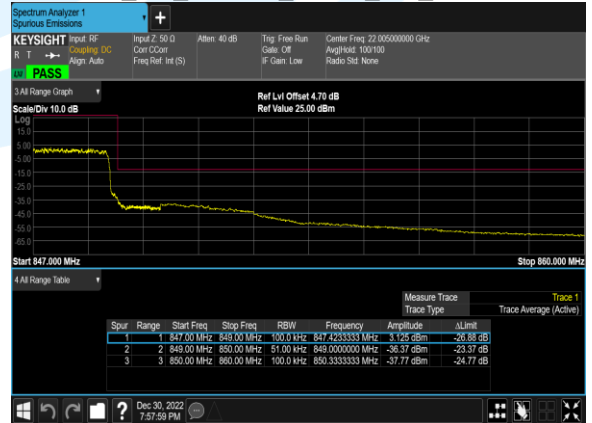 Spectrum Analyzer 1
Spurious Emissions
+
KEYSIGHT Input: RF Input Z: 50 Ω Atten: 40 dB Trig: Free Run Center Freq: 22.005000000 GHz
R T Coupling: DC Corr CCorr Gate: Off Avg|Hold: 100/100
Align: Auto Freq Ref: Int (S) IF Gain: Low Radio Std: None
PASS
3 All Range Graph
Ref Lvl Offset 4.70 dB
Scale/Div 10.0 dB Ref Value 25.00 dBm
Log
15.0
5.00
-5.00
-15.0
-25.0
-35.0
-45.0
-55.0
-65.0
Start 847.000 MHz Stop 860.000 MHz
4 All Range Table
Measure Trace Trace 1
Trace Type Trace Average (Active)
Spur Range Start Freq Stop Freq RBW Frequency Amplitude ΔLimit
1 1 847.00 MHz 849.00 MHz 100.0 kHz 847.4233333 MHz 3.125 dBm -26.88 dB
2 2 849.00 MHz 850.00 MHz 51.00 kHz 849.0000000 MHz -36.37 dBm -23.37 dB
3 3 850.00 MHz 860.00 MHz 100.0 kHz 850.3333333 MHz -37.77 dBm -24.77 dB
? Dec 30, 2022
7:57:59 PM